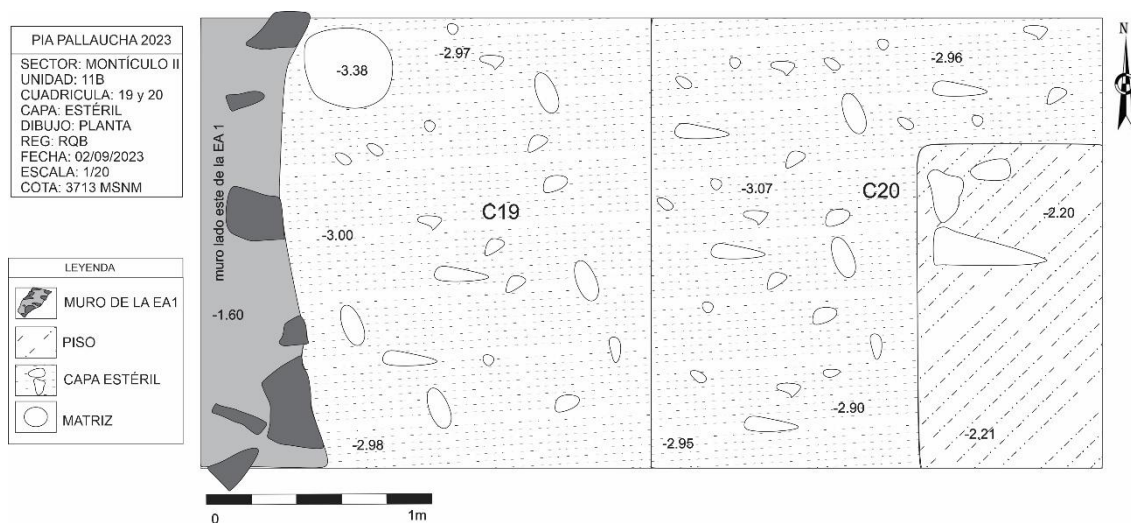 PIA PALLAUCHA 2023
SECTOR: MONTÍCULO II
UNIDAD: 11B
CUADRICULA: 19 y 20
CAPA: ESTÉRIL
DIBUJO: PLANTA
REG: RQB
FECHA: 02/09/2023
ESCALA: 1/20
COTA: 3713 MSNM
LEYENDA
MURO DE LA EA1
PISO
CAPA ESTÉRIL
MATRIZ
muro lado este de la EA 1
-1.60
-3.38
-2.97
C19
-3.00
-2.98
-2.96
-3.07
C20
-2.20
-2.90
-2.95
-2.21
N
0
1m